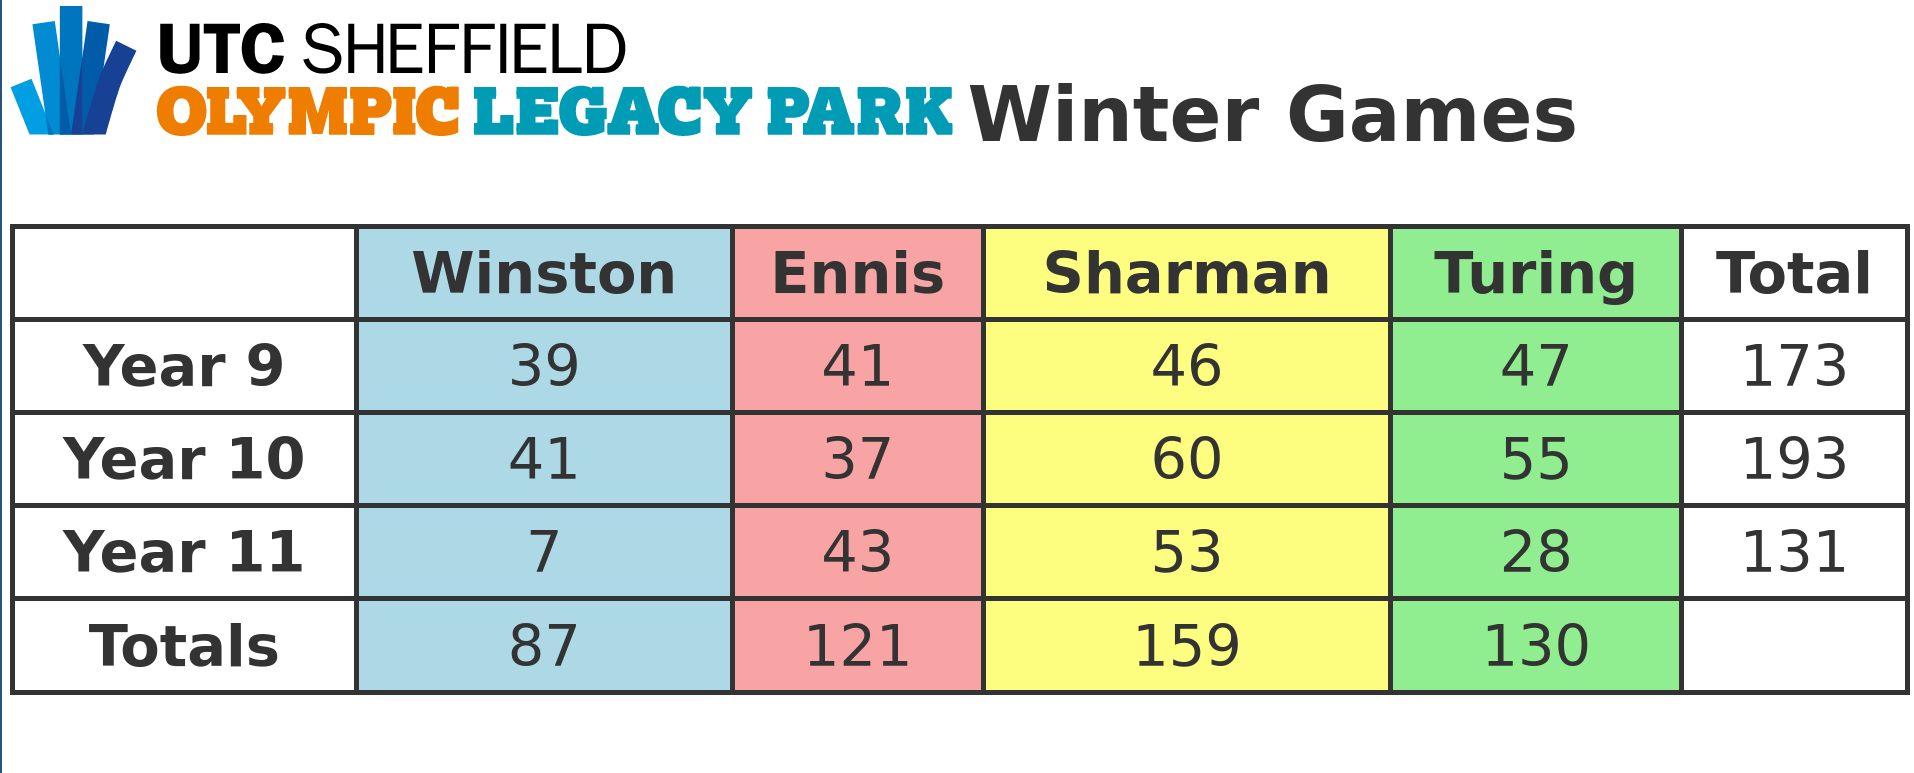 UTC SHEFFIELD
OLYMPIC LEGACY PARK Winter Games
Winston Ennis Sharman Turing Total
Year 9 39 41 46 47 173
Year 10 41 37 60 55 193
Year 11 7 43 53 28 131
Totals 87 121 159 130